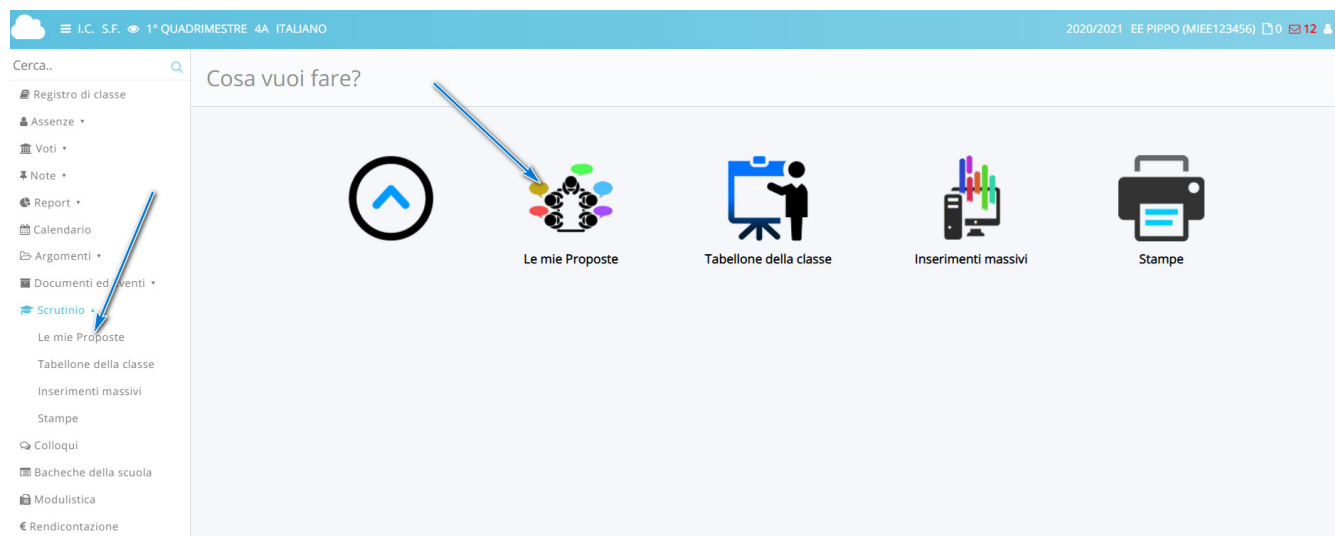 I.C. S.F. 1° QUADRIMESTRE 4A ITALIANO
2020/2021 EE PIPPO (MIEE123456) 0 12
Cerca..
Cosa vuoi fare?
Registro di classe
Assenze
Voti
Note
Report
Calendario
Argomenti
Documenti ed eventi
Scrutinio
Le mie Proposte
Tabellone della classe
Inserimenti massivi
Stampe
Colloqui
Bacheche della scuola
Modulistica
€ Rendicontazione
Le mie Proposte
Tabellone della classe
Inserimenti massivi
Stampe